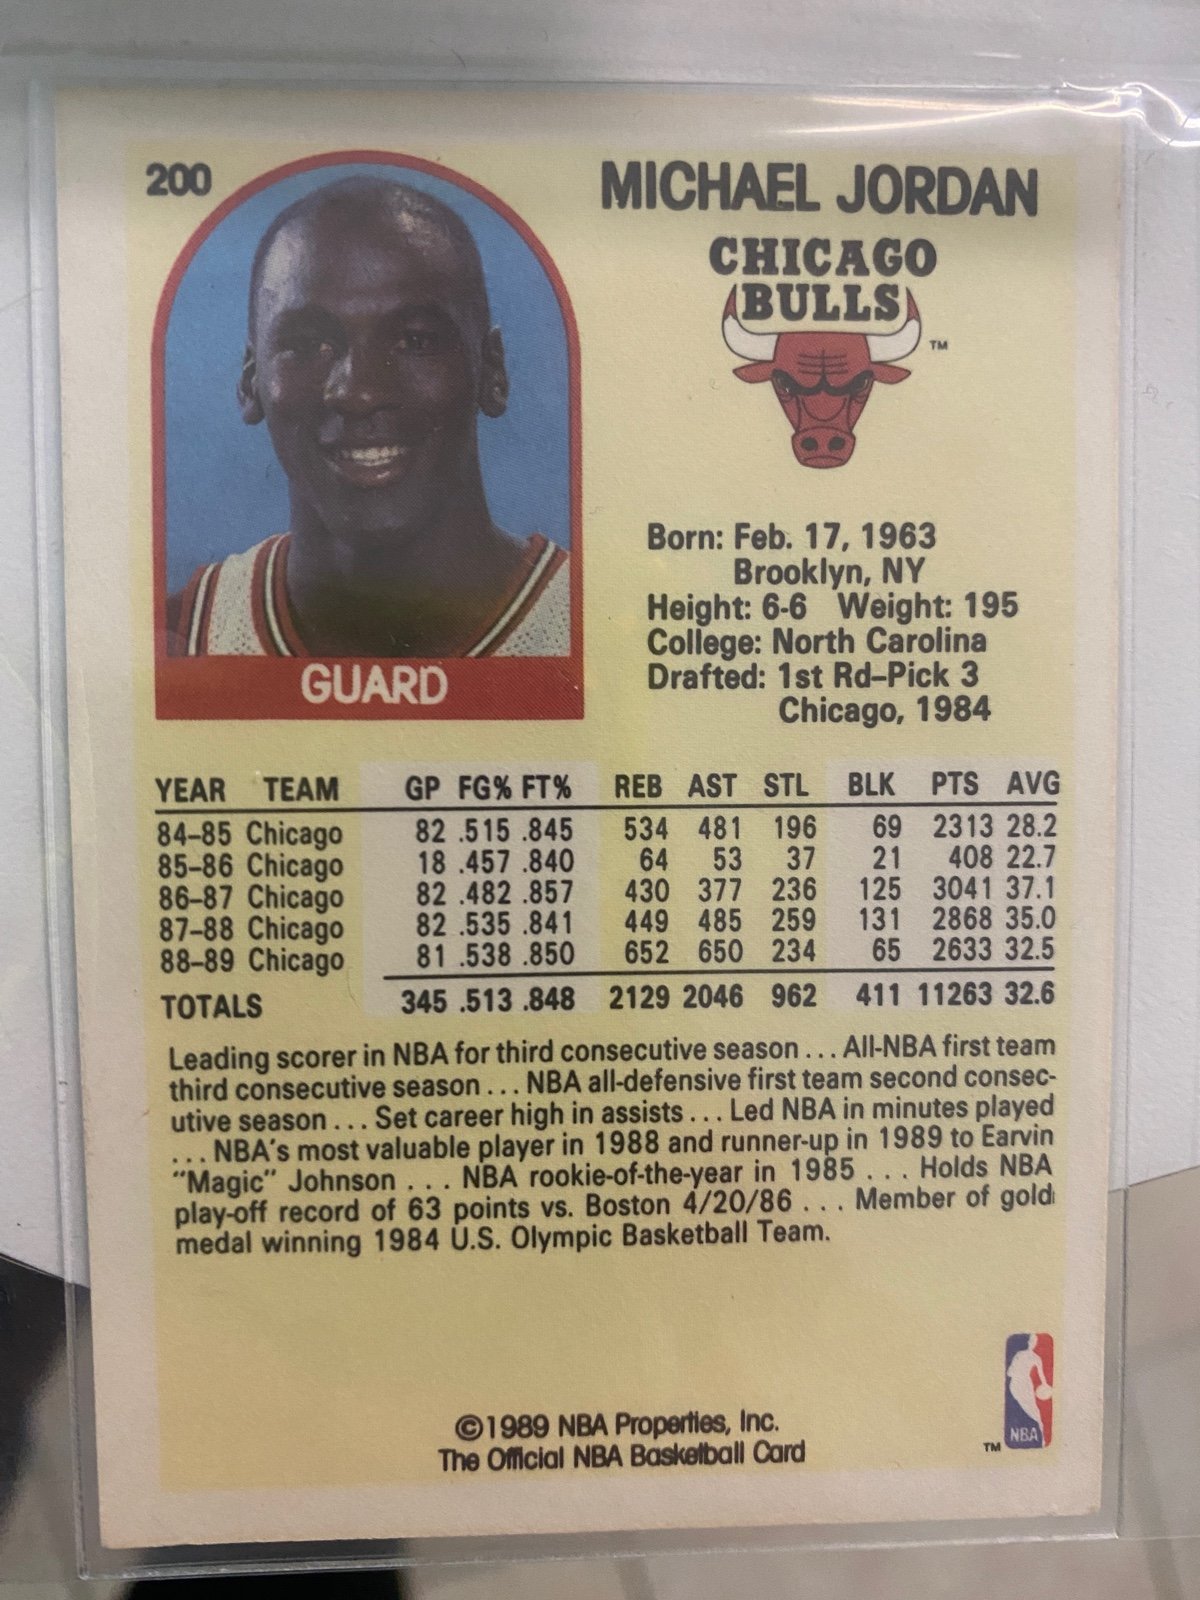 200
MICHAEL JORDAN
CHICAGO
BULLS
TM
Born: Feb. 17, 1963
Brooklyn, NY
Height: 6-6 Weight: 195
College: North Carolina
Drafted: 1st Rd–Pick 3
Chicago, 1984
GUARD
YEAR TEAM GP FG% FT% REB AST STL BLK PTS AVG
84–85 Chicago 82 .515 .845 534 481 196 69 2313 28.2
85–86 Chicago 18 .457 .840 64 53 37 21 408 22.7
86–87 Chicago 82 .482 .857 430 377 236 125 3041 37.1
87–88 Chicago 82 .535 .841 449 485 259 131 2868 35.0
88–89 Chicago 81 .538 .850 652 650 234 65 2633 32.5
TOTALS 345 .513 .848 2129 2046 962 411 11263 32.6
Leading scorer in NBA for third consecutive season . . . All-NBA first team
third consecutive season . . . NBA all-defensive first team second consec-
utive season . . . Set career high in assists . . . Led NBA in minutes played
. . . NBA's most valuable player in 1988 and runner-up in 1989 to Earvin
"Magic" Johnson . . . NBA rookie-of-the-year in 1985 . . . Holds NBA
play-off record of 63 points vs. Boston 4/20/86 . . . Member of gold
medal winning 1984 U.S. Olympic Basketball Team.
©1989 NBA Properties, Inc.
The Official NBA Basketball Card
TM
NBA